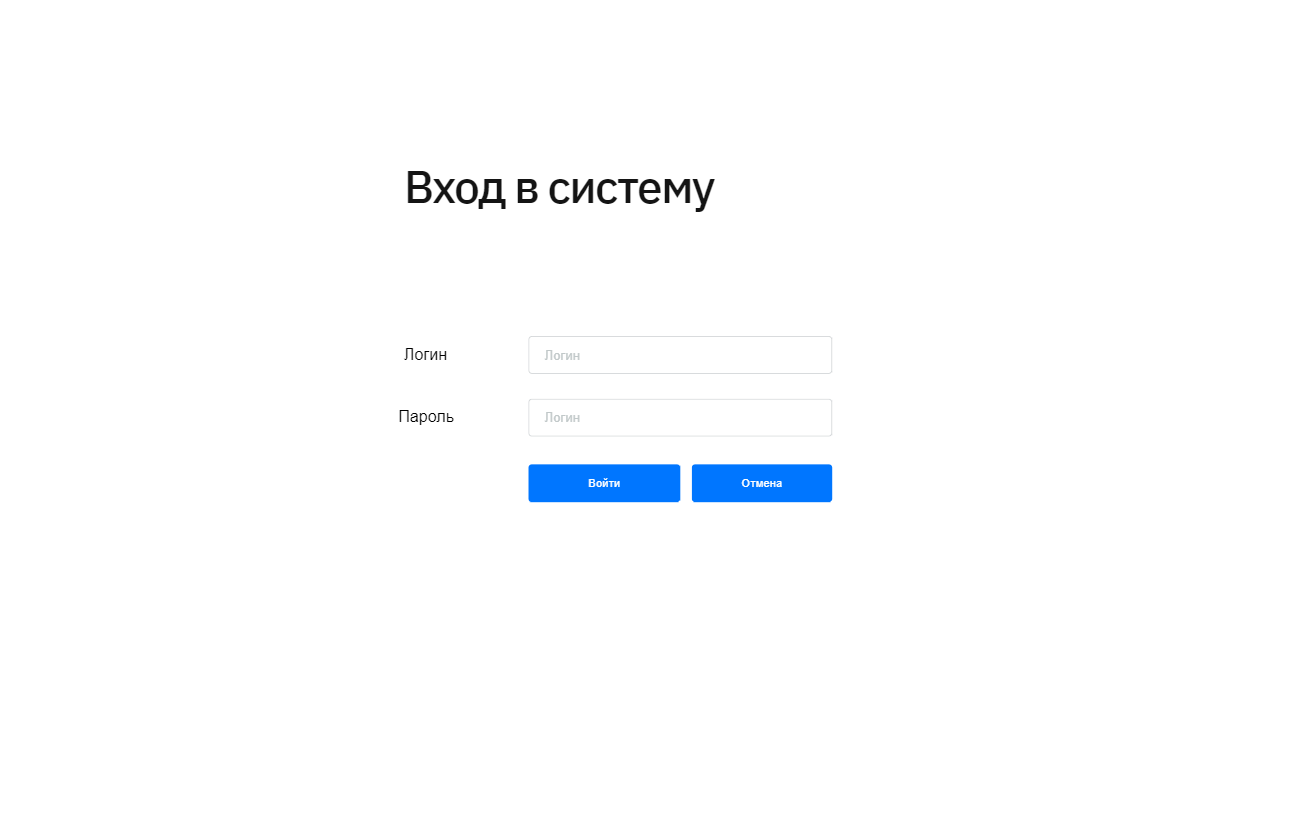 Вход в систему
Логин
Логин
Пароль
Логин
Войти Отмена